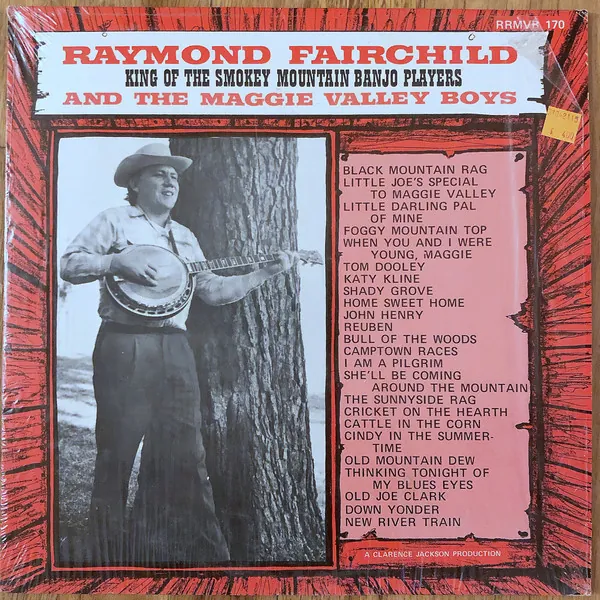 RRMVR 170
RAYMOND FAIRCHILD
KING OF THE SMOKEY MOUNTAIN BANJO PLAYERS
AND THE MAGGIE VALLEY BOYS
BLACK MOUNTAIN RAG
LITTLE JOE'S SPECIAL
TO MAGGIE VALLEY
LITTLE DARLING PAL
OF MINE
FOGGY MOUNTAIN TOP
WHEN YOU AND I WERE
YOUNG, MAGGIE
TOM DOOLEY
KATY KLINE
SHADY GROVE
HOME SWEET HOME
JOHN HENRY
REUBEN
BULL OF THE WOODS
CAMPTOWN RACES
I AM A PILGRIM
SHE'LL BE COMING
AROUND THE MOUNTAIN
THE SUNNYSIDE RAG
CRICKET ON THE HEARTH
CATTLE IN THE CORN
CINDY IN THE SUMMER-
TIME
OLD MOUNTAIN DEW
THINKING TONIGHT OF
MY BLUES EYES
OLD JOE CLARK
DOWN YONDER
NEW RIVER TRAIN
A CLARENCE JACKSON PRODUCTION